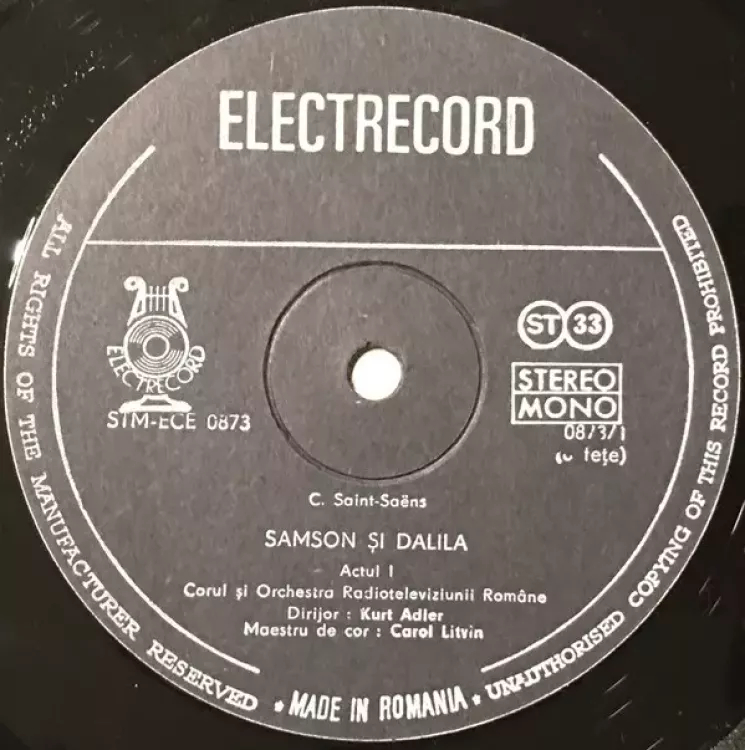 ELECTRECORD
ELECTRECORD
STM-ECE 0873
ST 33
STEREO
MONO
0873/1
fețe)
C. Saint-Saëns
SAMSON ȘI DALILA
Actul I
Corul și Orchestra Radioteleviziunii Române
Dirijor : Kurt Adler
Maestru de cor : Carol Litvin
ALL RIGHTS OF THE MANUFACTURER RESERVED * MADE IN ROMANIA * UNAUTHORISED COPYING OF THIS RECORD PROHIBITED